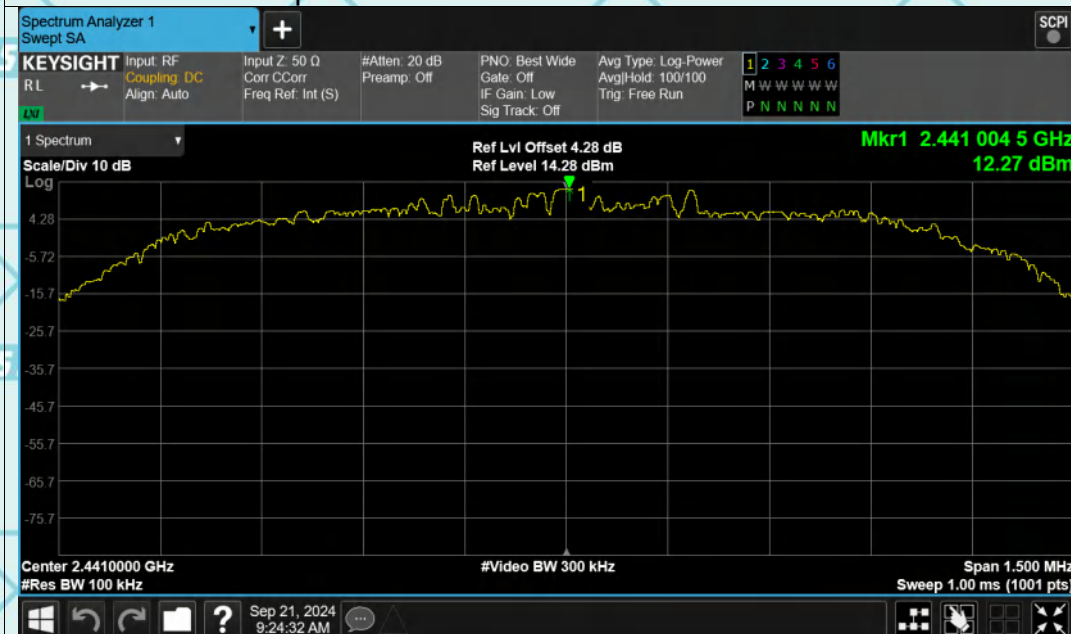 Spectrum Analyzer 1
Swept SA
+
SCPI
KEYSIGHT
R L
LXI
Input: RF
Coupling: DC
Align: Auto
Input Z: 50 Ω
Corr CCorr
Freq Ref: Int (S)
#Atten: 20 dB
Preamp: Off
PNO: Best Wide
Gate: Off
IF Gain: Low
Sig Track: Off
Avg Type: Log-Power
Avg|Hold: 100/100
Trig: Free Run
1 2 3 4 5 6
M W W W W W
P N N N N N
1 Spectrum
Scale/Div 10 dB
Log
Ref Lvl Offset 4.28 dB
Ref Level 14.28 dBm
Mkr1 2.441 004 5 GHz
12.27 dBm
1
4.28
-5.72
-15.7
-25.7
-35.7
-45.7
-55.7
-65.7
-75.7
Center 2.4410000 GHz
#Res BW 100 kHz
#Video BW 300 kHz
Span 1.500 MHz
Sweep 1.00 ms (1001 pts)
?
Sep 21, 2024
9:24:32 AM